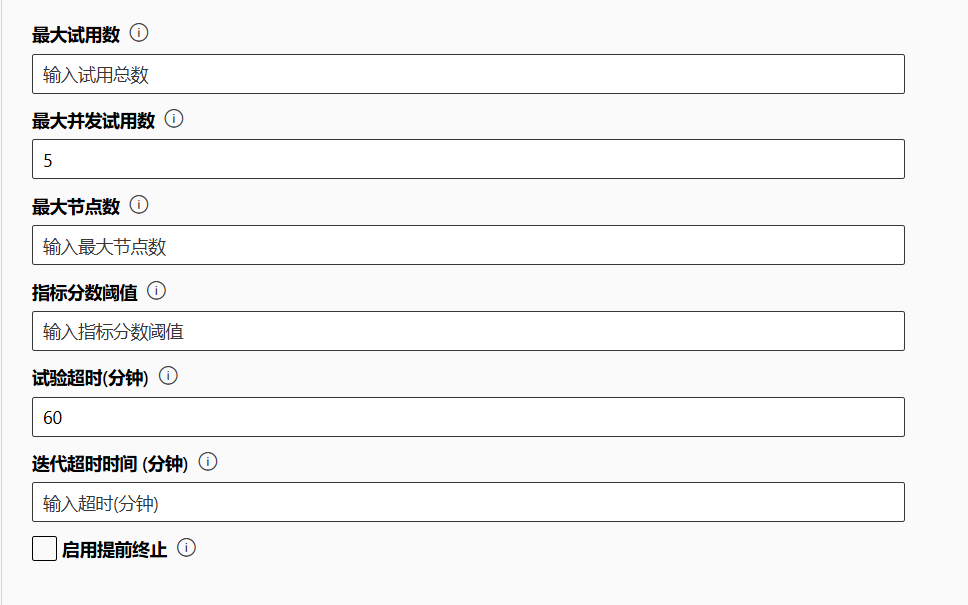 最大试用数
输入试用总数
最大并发试用数
5
最大节点数
输入最大节点数
指标分数阈值
输入指标分数阈值
试验超时(分钟)
60
迭代超时时间 (分钟)
输入超时(分钟)
启用提前终止